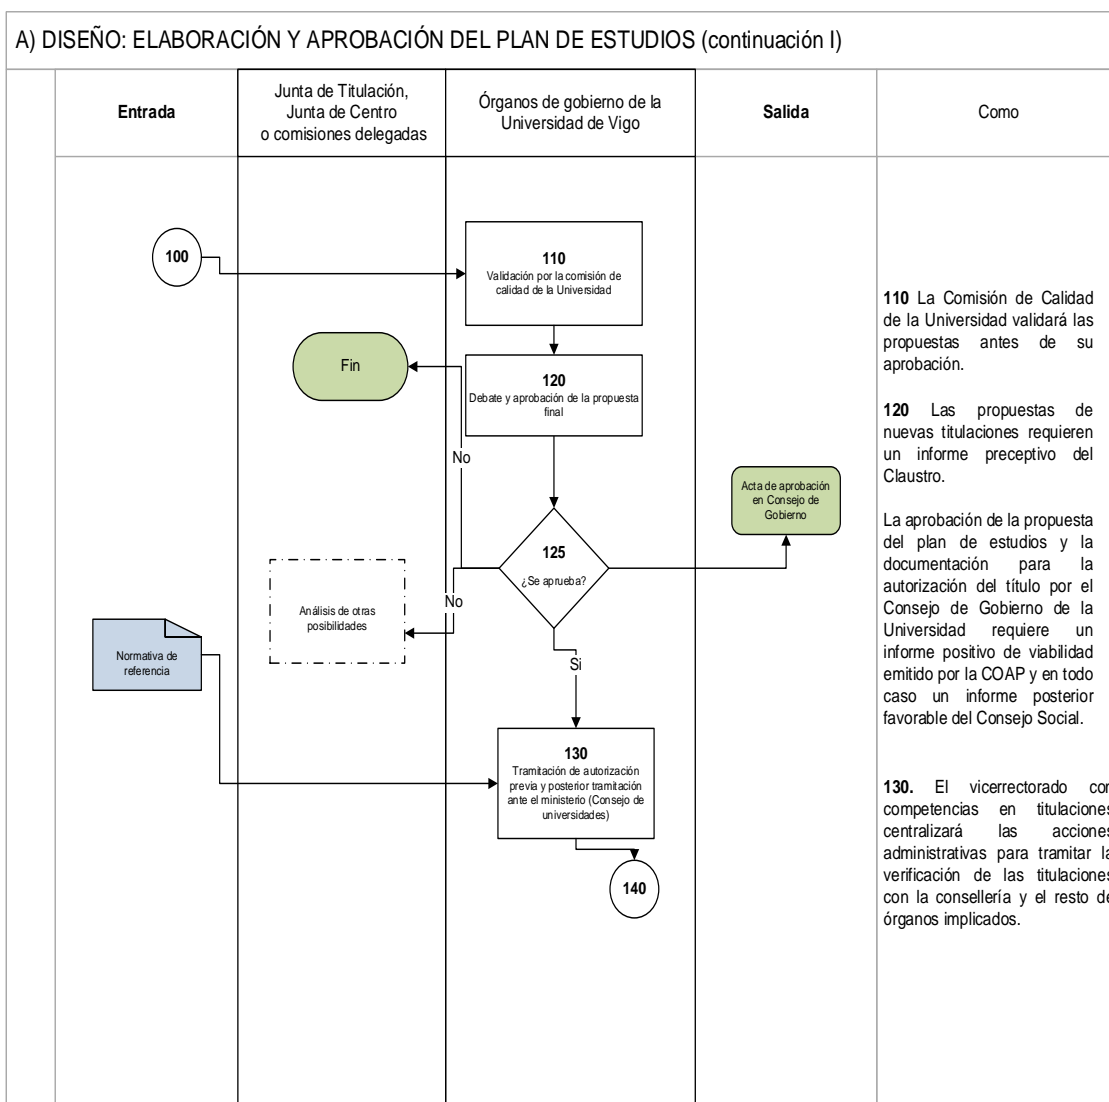 A) DISEÑO: ELABORACIÓN Y APROBACIÓN DEL PLAN DE ESTUDIOS (continuación I)
Entrada
Junta de Titulación,
Junta de Centro
o comisiones delegadas
Órganos de gobierno de la
Universidad de Vigo
Salida
Como
100
110
Validación por la comisión de
calidad de la Universidad
Fin
120
Debate y aprobación de la propuesta
final
No
125
¿Se aprueba?
Acta de aprobación
en Consejo de
Gobierno
No
Análisis de otras
posibilidades
Normativa de
referencia
Si
130
Tramitación de autorización
previa y posterior tramitación
ante el ministerio (Consejo de
universidades)
140
110 La Comisión de Calidad
de la Universidad validará las
propuestas antes de su
aprobación.
120 Las propuestas de
nuevas titulaciones requieren
un informe preceptivo del
Claustro.
La aprobación de la propuesta
del plan de estudios y la
documentación para la
autorización del título por el
Consejo de Gobierno de la
Universidad requiere un
informe positivo de viabilidad
emitido por la COAP y en todo
caso un informe posterior
favorable del Consejo Social.
130. El vicerrectorado con
competencias en titulaciones
centralizará las acciones
administrativas para tramitar la
verificación de las titulaciones
con la consellería y el resto de
órganos implicados.